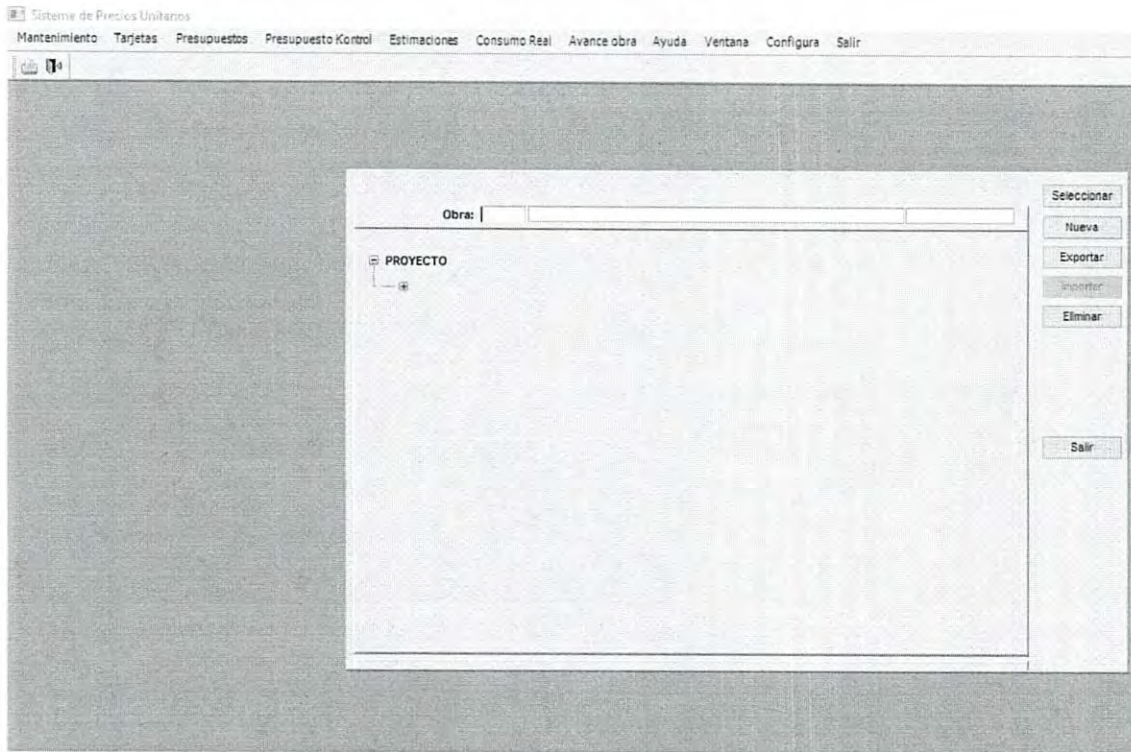 Sistema de Precios Unitarios
Mantenimiento Tarjetas Presupuestos Presupuesto Kontrol Estimaciones Consumo Real Avance obra Ayuda Ventana Configura Salir
Obra:
Seleccionar
Nueva
PROYECTO
Exportar
Importar
Eliminar
Salir